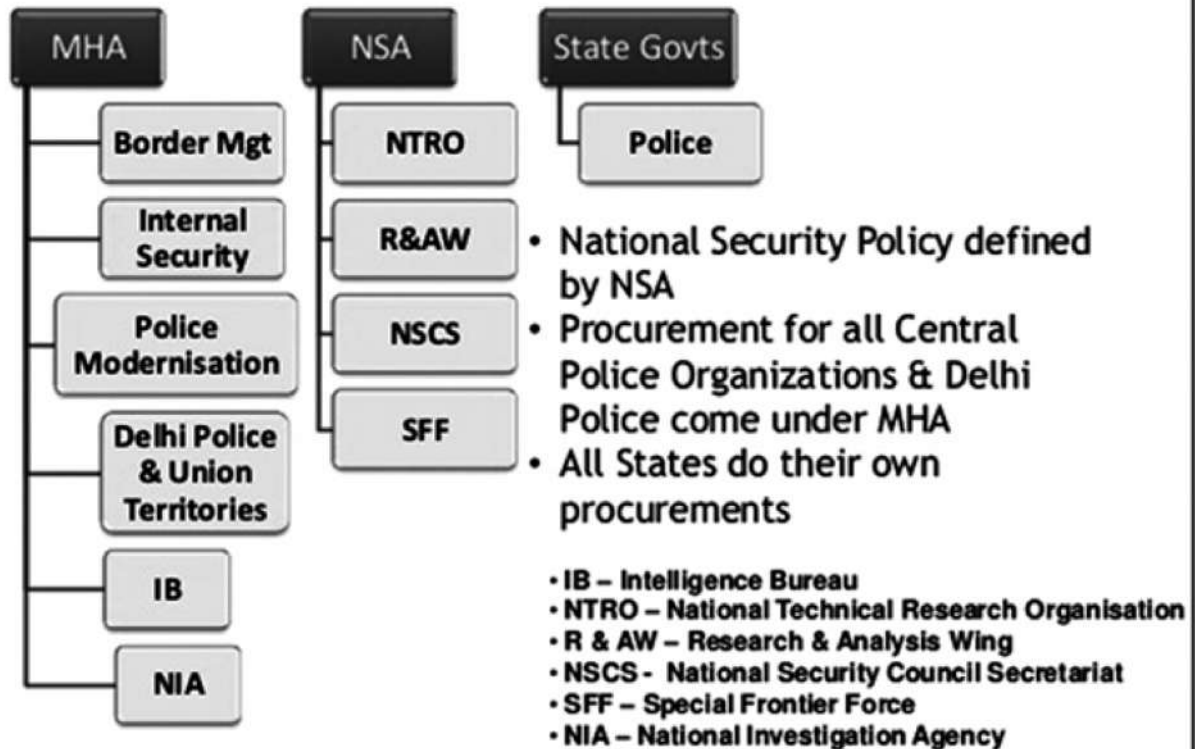 MHA
Border Mgt
Internal
Security
Police
Modernisation
Delhi Police
& Union
Territories
IB
NIA
NSA
NTRO
R&AW
NSCS
SFF
State Govts
Police
• National Security Policy defined
by NSA
• Procurement for all Central
Police Organizations & Delhi
Police come under MHA
• All States do their own
procurements
• IB – Intelligence Bureau
• NTRO – National Technical Research Organisation
• R & AW – Research & Analysis Wing
• NSCS - National Security Council Secretariat
• SFF – Special Frontier Force
• NIA – National Investigation Agency